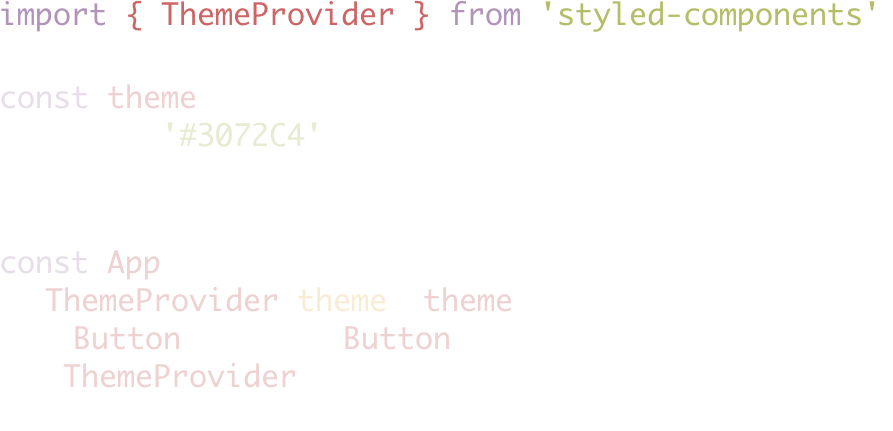 import { ThemeProvider } from 'styled-components'
const theme
'#3072C4'
const App
ThemeProvider theme theme
Button Button
ThemeProvider